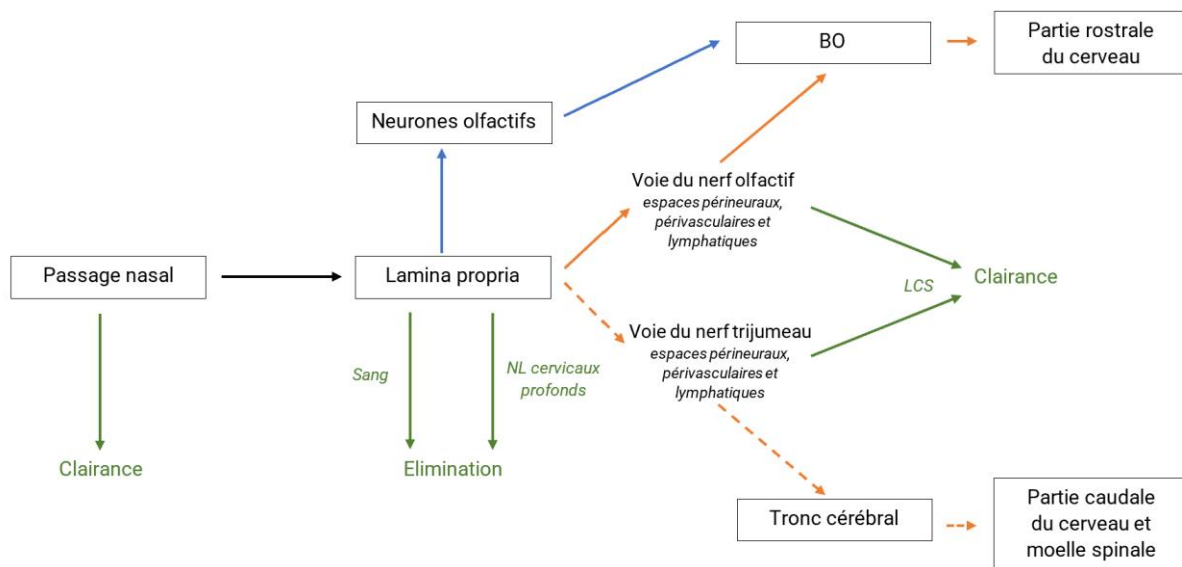 BO
Partie rostrale
du cerveau
Neurones olfactifs
Voie du nerf olfactif
espaces périneuraux,
périvasculaires et
lymphatiques
Passage nasal
Lamina propria
LCS
Clairance
Voie du nerf trijumeau
espaces périneuraux,
périvasculaires et
lymphatiques
Sang
NL cervicaux
profonds
Clairance
Elimination
Tronc cérébral
Partie caudale
du cerveau et
moelle spinale